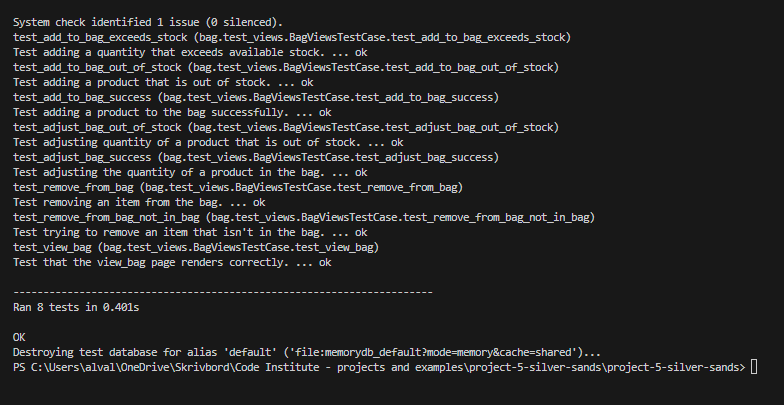 System check identified 1 issue (0 silenced).
test_add_to_bag_exceeds_stock (bag.test_views.BagViewsTestCase.test_add_to_bag_exceeds_stock)
Test adding a quantity that exceeds available stock. ... ok
test_add_to_bag_out_of_stock (bag.test_views.BagViewsTestCase.test_add_to_bag_out_of_stock)
Test adding a product that is out of stock. ... ok
test_add_to_bag_success (bag.test_views.BagViewsTestCase.test_add_to_bag_success)
Test adding a product to the bag successfully. ... ok
test_adjust_bag_out_of_stock (bag.test_views.BagViewsTestCase.test_adjust_bag_out_of_stock)
Test adjusting quantity of a product that is out of stock. ... ok
test_adjust_bag_success (bag.test_views.BagViewsTestCase.test_adjust_bag_success)
Test adjusting the quantity of a product in the bag. ... ok
test_remove_from_bag (bag.test_views.BagViewsTestCase.test_remove_from_bag)
Test removing an item from the bag. ... ok
test_remove_from_bag_not_in_bag (bag.test_views.BagViewsTestCase.test_remove_from_bag_not_in_bag)
Test trying to remove an item that isn't in the bag. ... ok
test_view_bag (bag.test_views.BagViewsTestCase.test_view_bag)
Test that the view_bag page renders correctly. ... ok
----------------------------------------------------------------------
Ran 8 tests in 0.401s
OK
Destroying test database for alias 'default' ('file:memorydb_default?mode=memory&cache=shared')...
PS C:\Users\alval\OneDrive\Skrivbord\Code Institute - projects and examples\project-5-silver-sands\project-5-silver-sands>